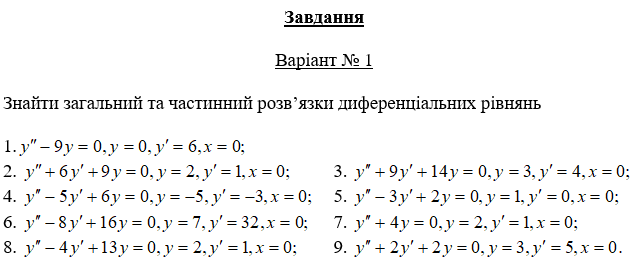 Завдання
Варіант № 1
Знайти загальний та частинний розв’язки диференціальних рівнянь
1. y″ − 9y = 0, y = 0, y′ = 6, x = 0;
2. y″ + 6y′ + 9y = 0, y = 2, y′ = 1, x = 0; 3. y″ + 9y′ + 14y = 0, y = 3, y′ = 4, x = 0;
4. y″ − 5y′ + 6y = 0, y = −5, y′ = −3, x = 0; 5. y″ − 3y′ + 2y = 0, y = 1, y′ = 0, x = 0;
6. y″ − 8y′ + 16y = 0, y = 7, y′ = 32, x = 0; 7. y″ + 4y = 0, y = 2, y′ = 1, x = 0;
8. y″ − 4y′ + 13y = 0, y = 2, y′ = 1, x = 0; 9. y″ + 2y′ + 2y = 0, y = 3, y′ = 5, x = 0.